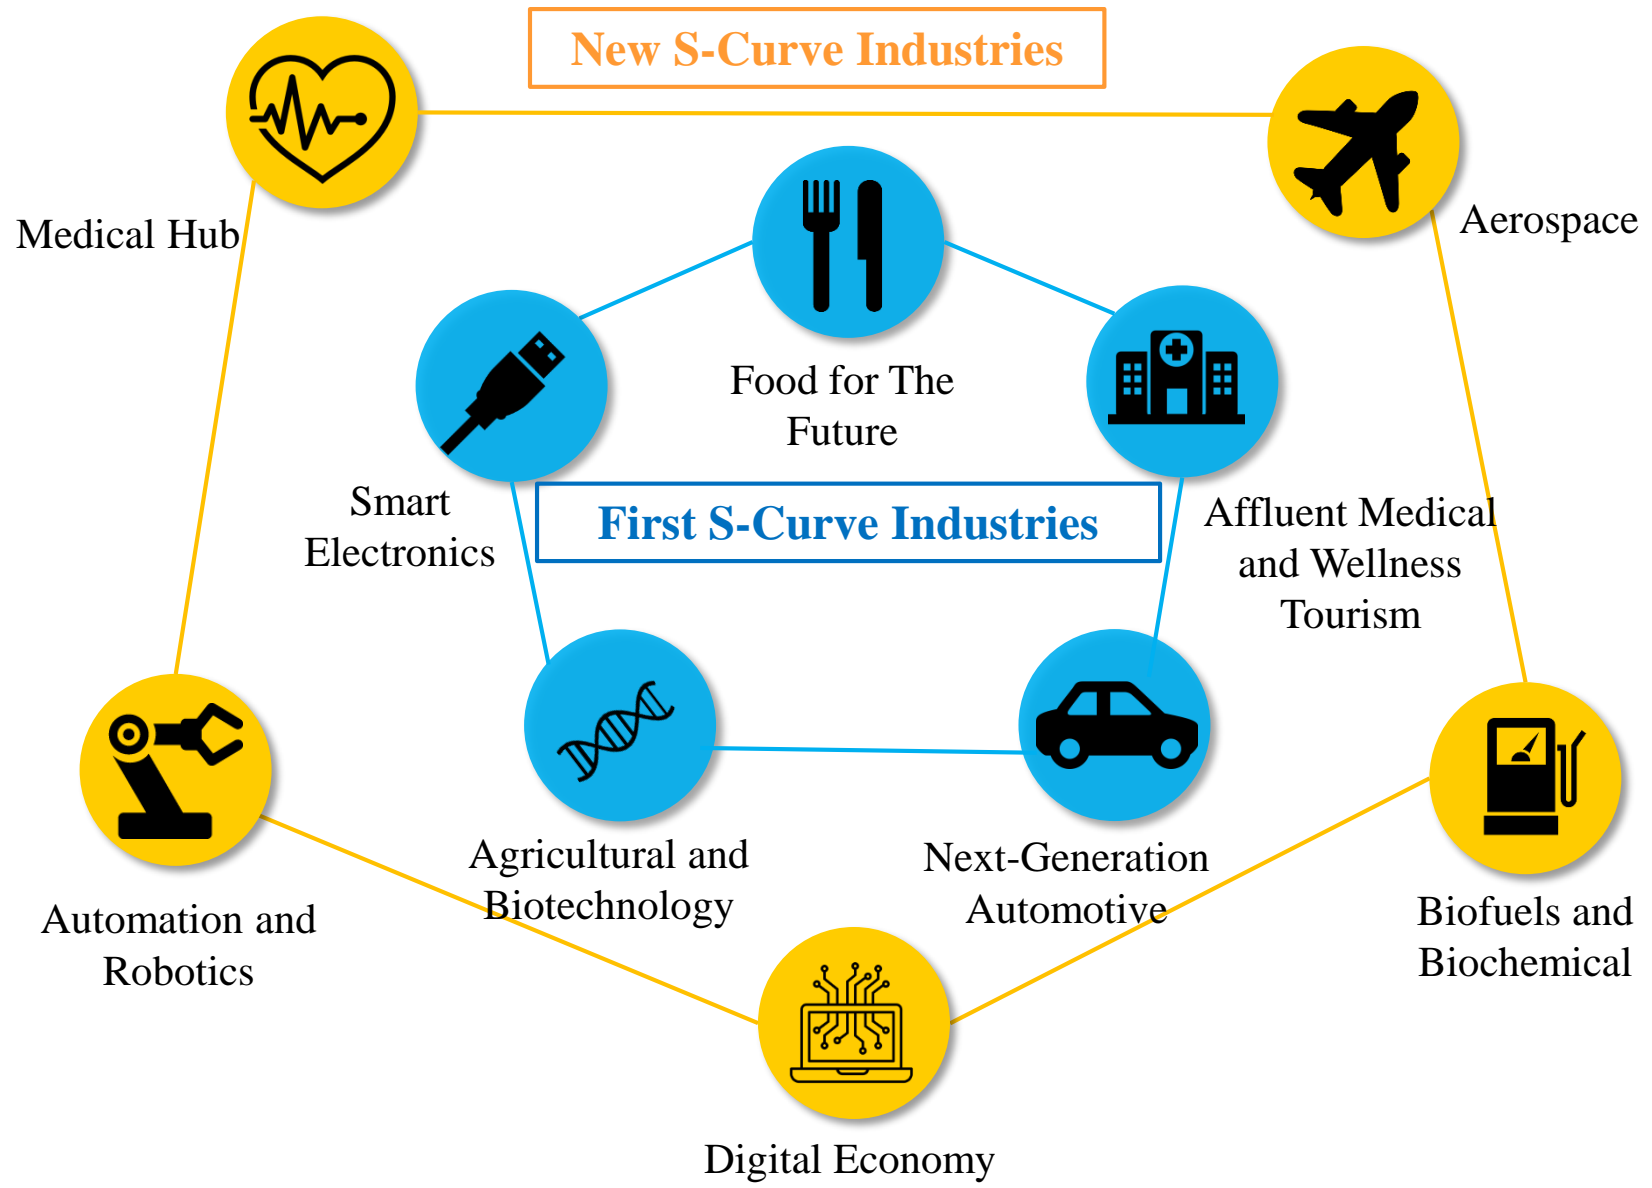 New S-Curve Industries
Medical Hub
Aerospace
Food for The
Future
Smart
Electronics
First S-Curve Industries
Affluent Medical
and Wellness
Tourism
Agricultural and
Biotechnology
Next-Generation
Automotive
Automation and
Robotics
Biofuels and
Biochemical
Digital Economy